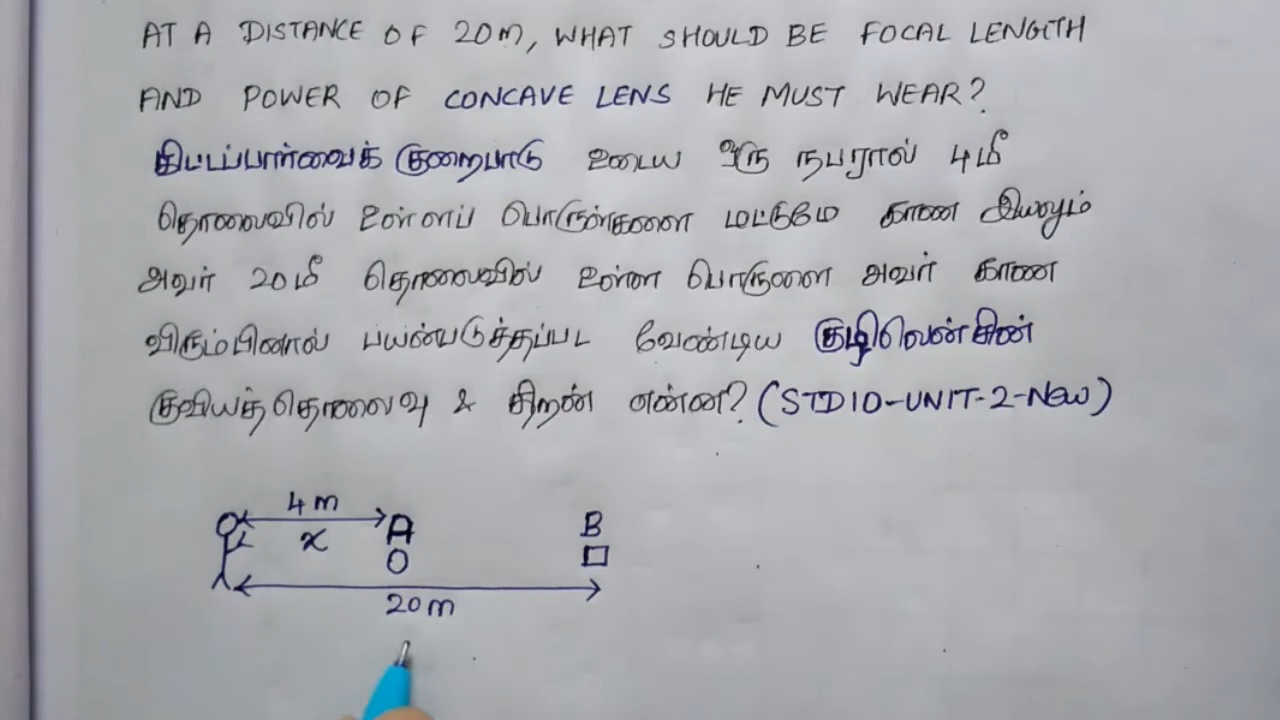 AT A DISTANCE OF 20m, WHAT SHOULD BE FOCAL LENGTH
AND POWER OF CONCAVE LENS HE MUST WEAR?
கிட்டப்பார்வைக் குறைபாடு உடைய ஒரு நபரால் 4மீ
தொலைவில் உள்ளப் பொருள்களை மட்டுமே காண இயலும்
அவர் 20மீ தொலைவில் உள்ள பொருளை அவர் காண
விரும்பினால் பயன்படுத்தப்பட வேண்டிய குழிலென்சின்
குவியத்தொலைவு & திறன் என்ன? (STD10-UNIT-2-New)
4m
x A B
20m